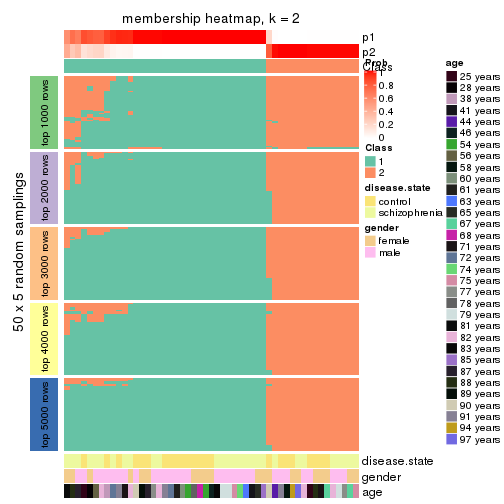 membership heatmap, k = 2
p1
p2
Class
Prob
1
0.8
0.6
0.4
0.2
0
Class
1
2
disease.state
control
schizophrenia
gender
female
male
age
25 years
28 years
38 years
41 years
44 years
46 years
54 years
56 years
58 years
60 years
61 years
63 years
65 years
67 years
68 years
71 years
72 years
74 years
75 years
77 years
78 years
79 years
81 years
82 years
83 years
85 years
87 years
88 years
89 years
90 years
91 years
94 years
97 years
50 x 5 random samplings
top 1000 rows
top 2000 rows
top 3000 rows
top 4000 rows
top 5000 rows
disease.state
gender
age